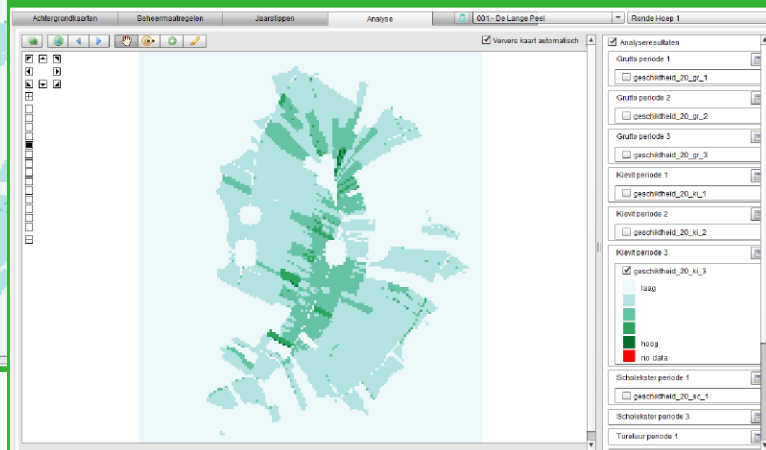 Achtergrondkaarten Beheermaatregelen Jaarstippen Analyse 001.- De Lange Peel Ronde Hoep 1
Ververs kaart automatisch
Analyseresultaten
Grutto periode 1
geschiktheid_20_gr_1
Grutto periode 2
geschiktheid_20_gr_2
Grutto periode 3
geschiktheid_20_gr_3
Kievit periode 1
geschiktheid_20_ki_1
Kievit periode 2
geschiktheid_20_ki_2
Kievit periode 3
geschiktheid_20_ki_3
laag
hoog
no data
Scholekster periode 1
geschiktheid_20_sc_1
Scholekster periode 3
Tureluur periode 1